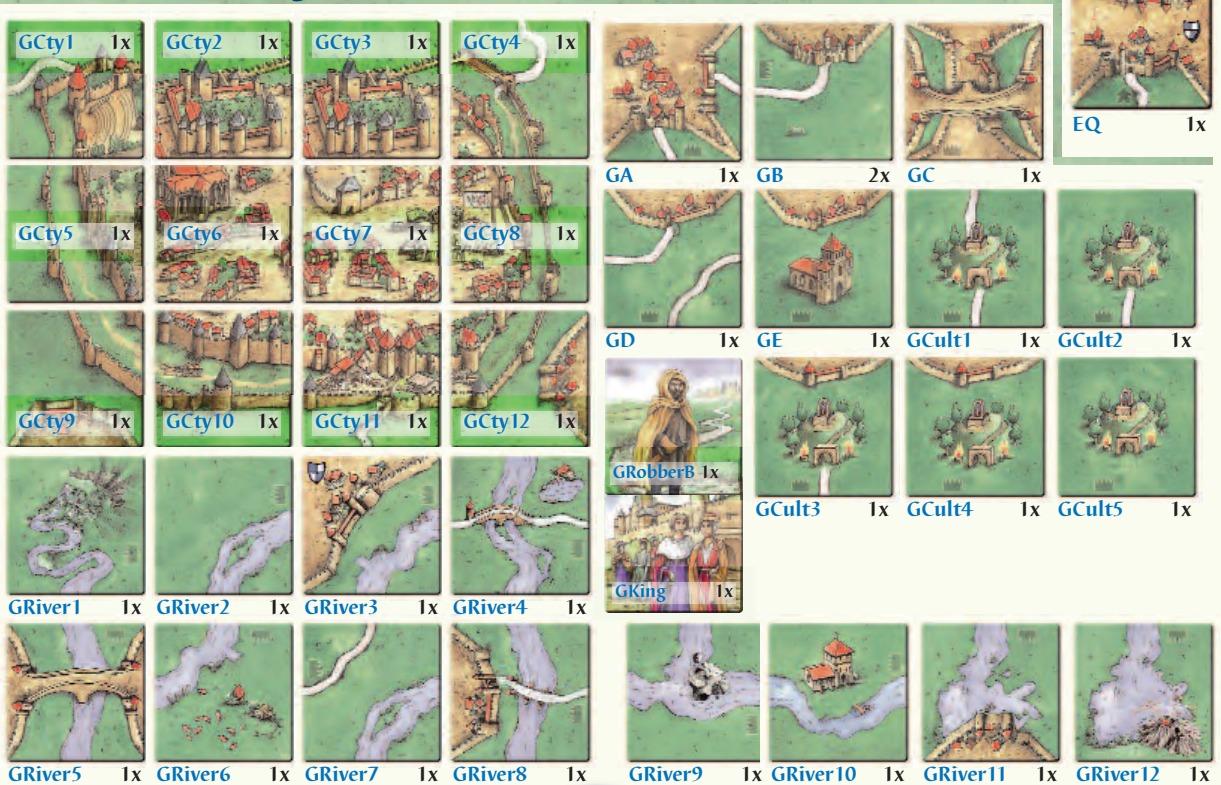 GCty1 1x GCty2 1x GCty3 1x GCty4 1x
EQ 1x
GA 1x GB 2x GC 1x
GCty5 1x GCty6 1x GCty7 1x GCty8 1x
GD 1x GE 1x GCult1 1x GCult2 1x
GCty9 1x GCty10 1x GCty11 1x GCty12 1x
GRobberB 1x
GCult3 1x GCult4 1x GCult5 1x
GKing 1x
GRiver1 1x GRiver2 1x GRiver3 1x GRiver4 1x
GRiver5 1x GRiver6 1x GRiver7 1x GRiver8 1x GRiver9 1x GRiver10 1x GRiver11 1x GRiver12 1x